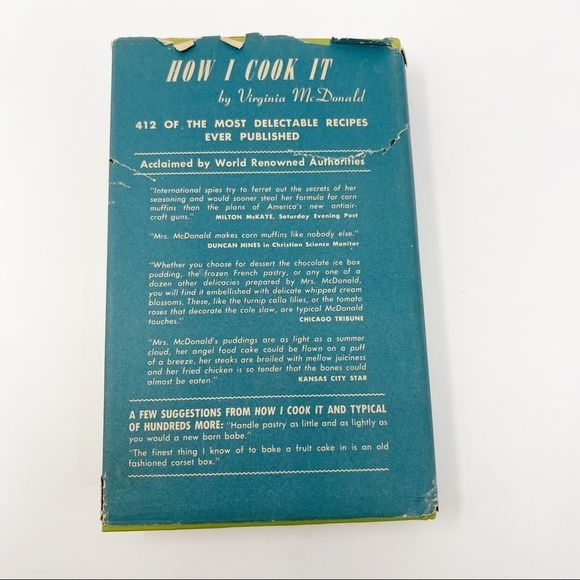 HOW I COOK IT
by Virginia McDonald
412 OF THE MOST DELECTABLE RECIPES
EVER PUBLISHED
Acclaimed by World Renowned Authorities
"International spies try to ferret out the secrets of her
seasoning and would sooner steal her formula for corn
muffins than the plans of America's new antiair-
craft guns." MILTON McKAYE, Saturday Evening Post
"Mrs. McDonald makes corn muffins like nobody else."
DUNCAN HINES in Christian Science Monitor
"Whether you choose for dessert the chocolate ice box
pudding, the frozen French pastry, or any one of a
dozen other delicacies prepared by Mrs. McDonald,
you will find it embellished with delicate whipped cream
blossoms. These, like the turnip calla lilies, or the tomato
roses that decorate the cole slaw, are typical McDonald
touches." CHICAGO TRIBUNE
"Mrs. McDonald's puddings are as light as a summer
cloud, her angel food cake could be flown on a puff
of a breeze, her steaks are broiled with mellow juiciness
and her fried chicken is so tender that the bones could
almost be eaten." KANSAS CITY STAR
A FEW SUGGESTIONS FROM HOW I COOK IT AND TYPICAL
OF HUNDREDS MORE: "Handle pastry as little and as lightly as
you would a new born babe."
"The finest thing I know of to bake a fruit cake in is an old
fashioned corset box."